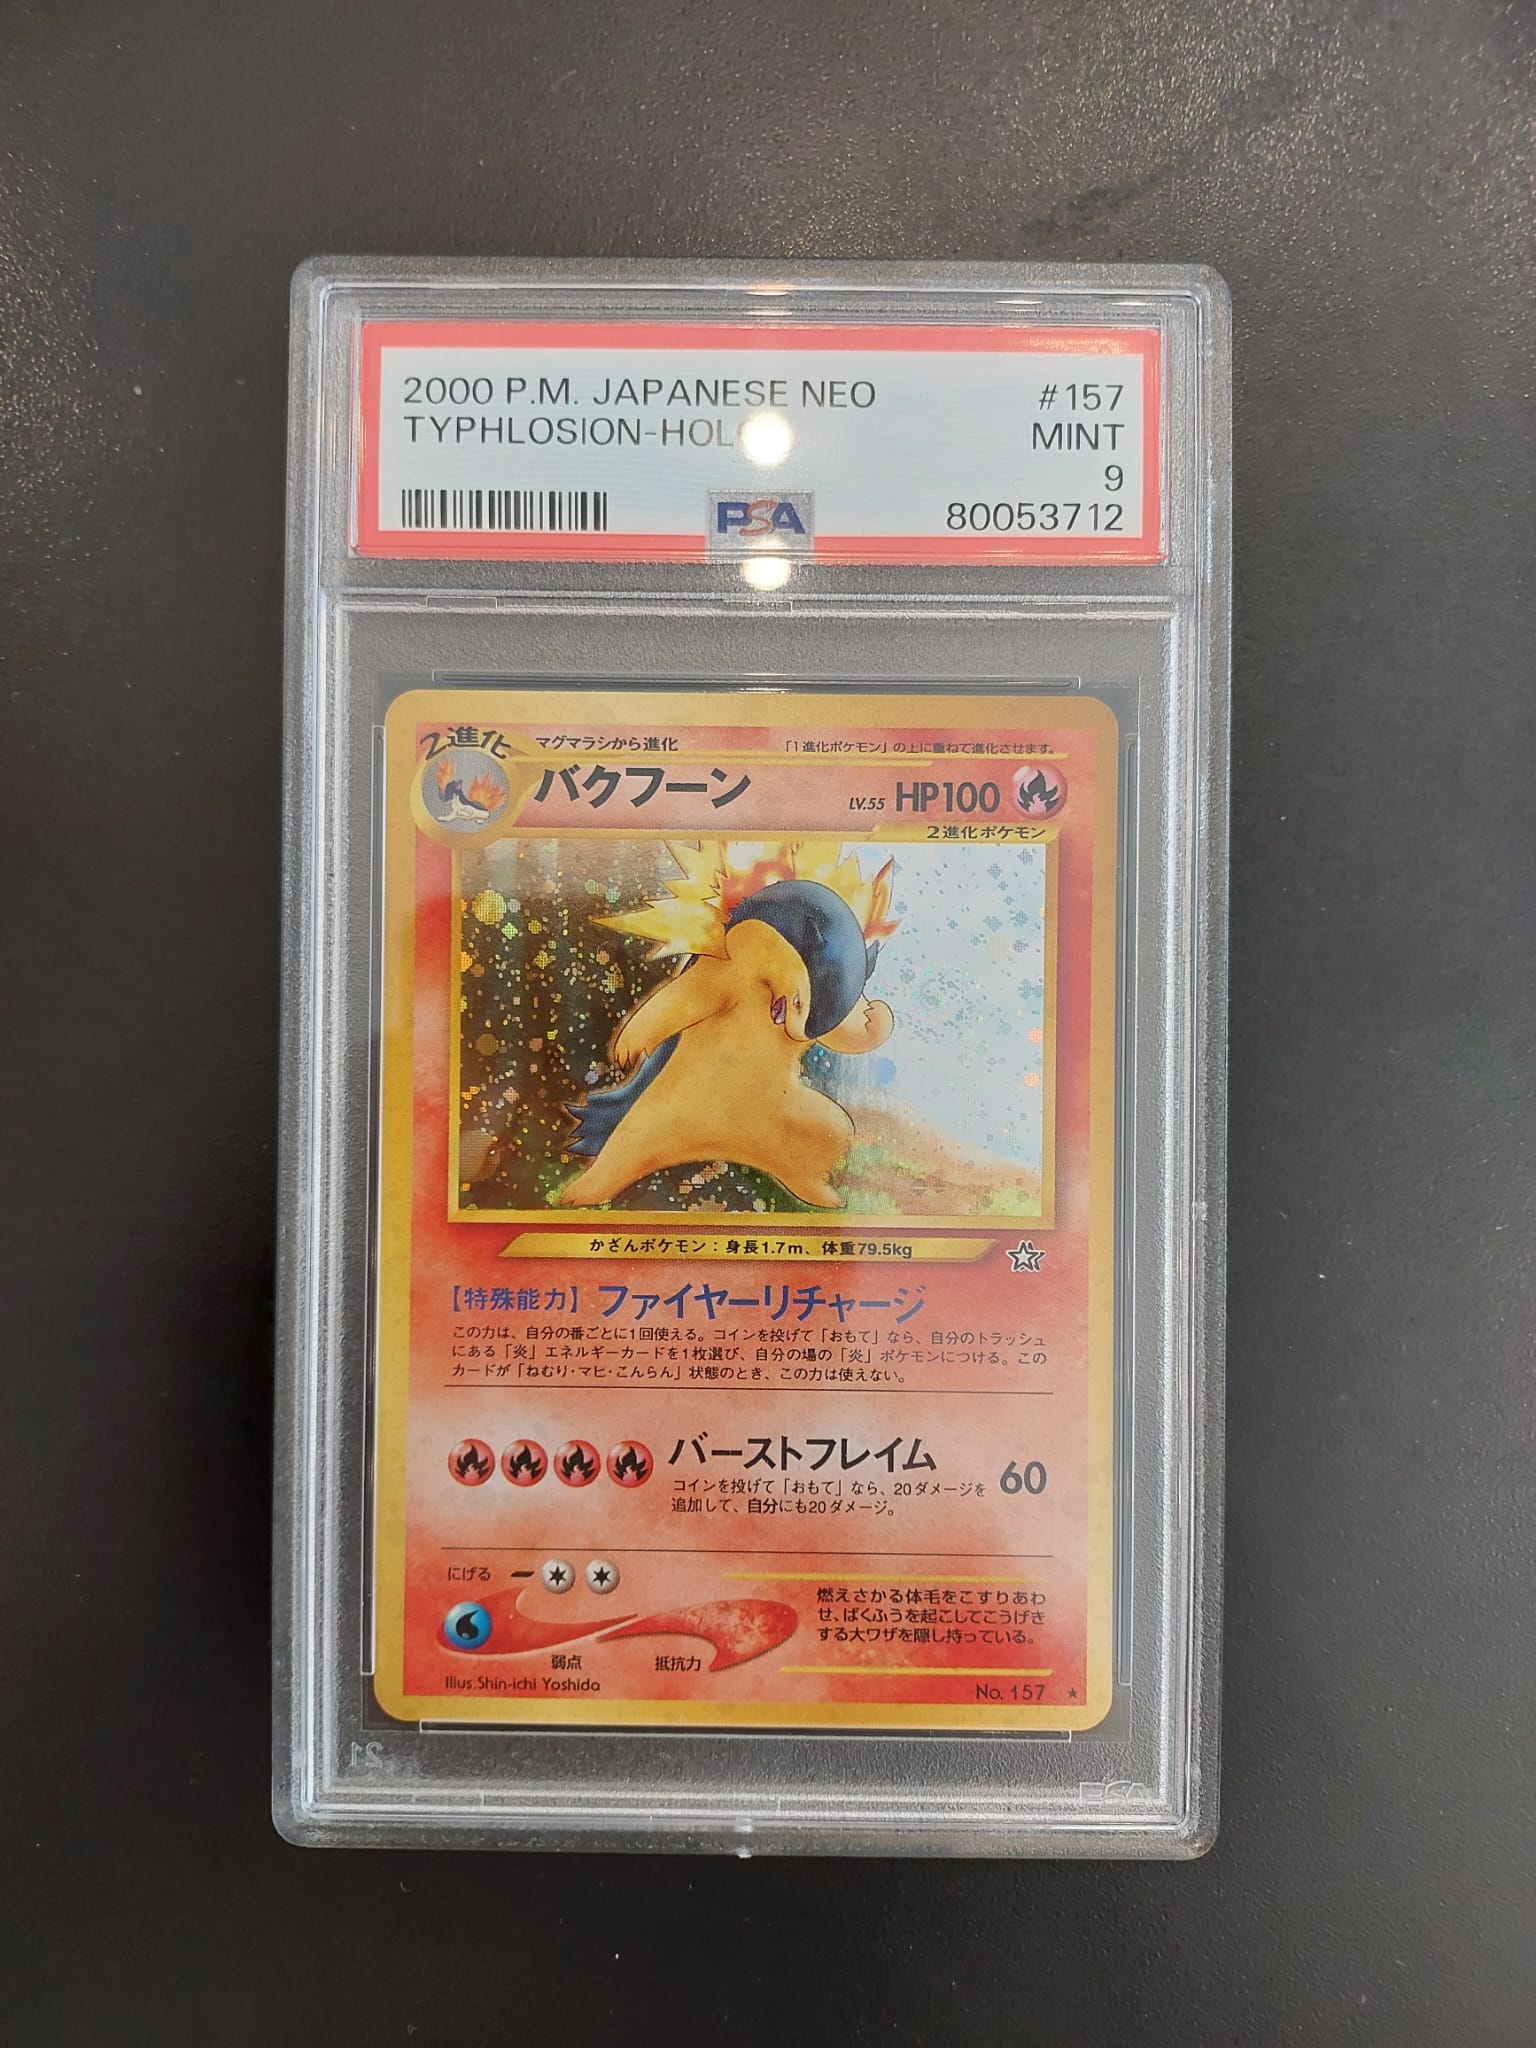 2000 P.M. JAPANESE NEO #157
TYPHLOSION-HOLO MINT
9
PSA 80053712
2進化 マグマラシから進化 「1進化ポケモン」の上に重ねて進化させます。
バクフーン LV.55 HP100
2進化ポケモン
かざんポケモン：身長1.7m、体重79.5kg
【特殊能力】ファイヤーリチャージ
この力は、自分の番ごとに1回使える。コインを投げて「おもて」なら、自分のトラッシュ
にある「炎」エネルギーカードを1枚選び、自分の場の「炎」ポケモンにつける。この
カードが「ねむり・マヒ・こんらん」状態のとき、この力は使えない。
バーストフレイム 60
コインを投げて「おもて」なら、20ダメージを
追加して、自分にも20ダメージ。
にげる
燃えさかる体毛をこすりあわ
せ、ばくふうを起こしてこうげき
する大ワザを隠し持っている。
弱点 抵抗力
Illus.Shin-ichi Yoshida No. 157 ★
21
PSA